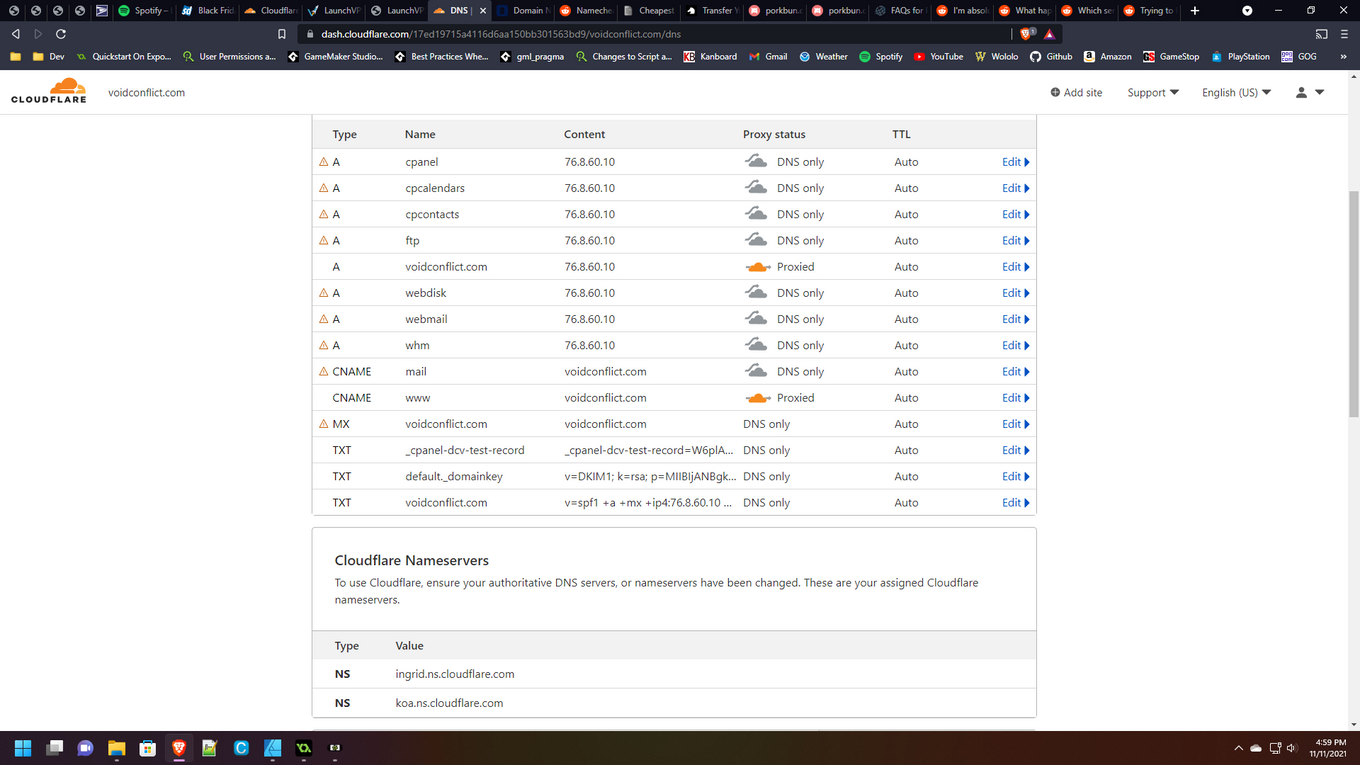 Spotify –
Black Frid
Cloudflar
LaunchVP
LaunchVP
DNS |
Domain N
Nameche
Cheapest
Transfer Y
porkbun.c
porkbun.
FAQs for
I'm absol
What hap
Which se
Trying to
dash.cloudflare.com/17ed19715a4116d6aa150bb301563bd9/voidconflict.com/dns
Dev
Quickstart On Expo...
User Permissions a...
GameMaker Studio...
Best Practices Whe...
gml_pragma
Changes to Script a...
Kanboard
Gmail
Weather
Spotify
YouTube
Wololo
Github
Amazon
GameStop
PlayStation
GOG
CLOUDFLARE
voidconflict.com
Add site
Support
English (US)
Type Name Content Proxy status TTL
A cpanel 76.8.60.10 DNS only Auto Edit
A cpcalendars 76.8.60.10 DNS only Auto Edit
A cpcontacts 76.8.60.10 DNS only Auto Edit
A ftp 76.8.60.10 DNS only Auto Edit
A voidconflict.com 76.8.60.10 Proxied Auto Edit
A webdisk 76.8.60.10 DNS only Auto Edit
A webmail 76.8.60.10 DNS only Auto Edit
A whm 76.8.60.10 DNS only Auto Edit
CNAME mail voidconflict.com DNS only Auto Edit
CNAME www voidconflict.com Proxied Auto Edit
MX voidconflict.com voidconflict.com DNS only Auto Edit
TXT _cpanel-dcv-test-record _cpanel-dcv-test-record=W6plA... DNS only Auto Edit
TXT default._domainkey v=DKIM1; k=rsa; p=MIIBIjANBgk... DNS only Auto Edit
TXT voidconflict.com v=spf1 +a +mx +ip4:76.8.60.10 ... DNS only Auto Edit
Cloudflare Nameservers
To use Cloudflare, ensure your authoritative DNS servers, or nameservers have been changed. These are your assigned Cloudflare
nameservers.
Type Value
NS ingrid.ns.cloudflare.com
NS koa.ns.cloudflare.com
4:59 PM
11/11/2021